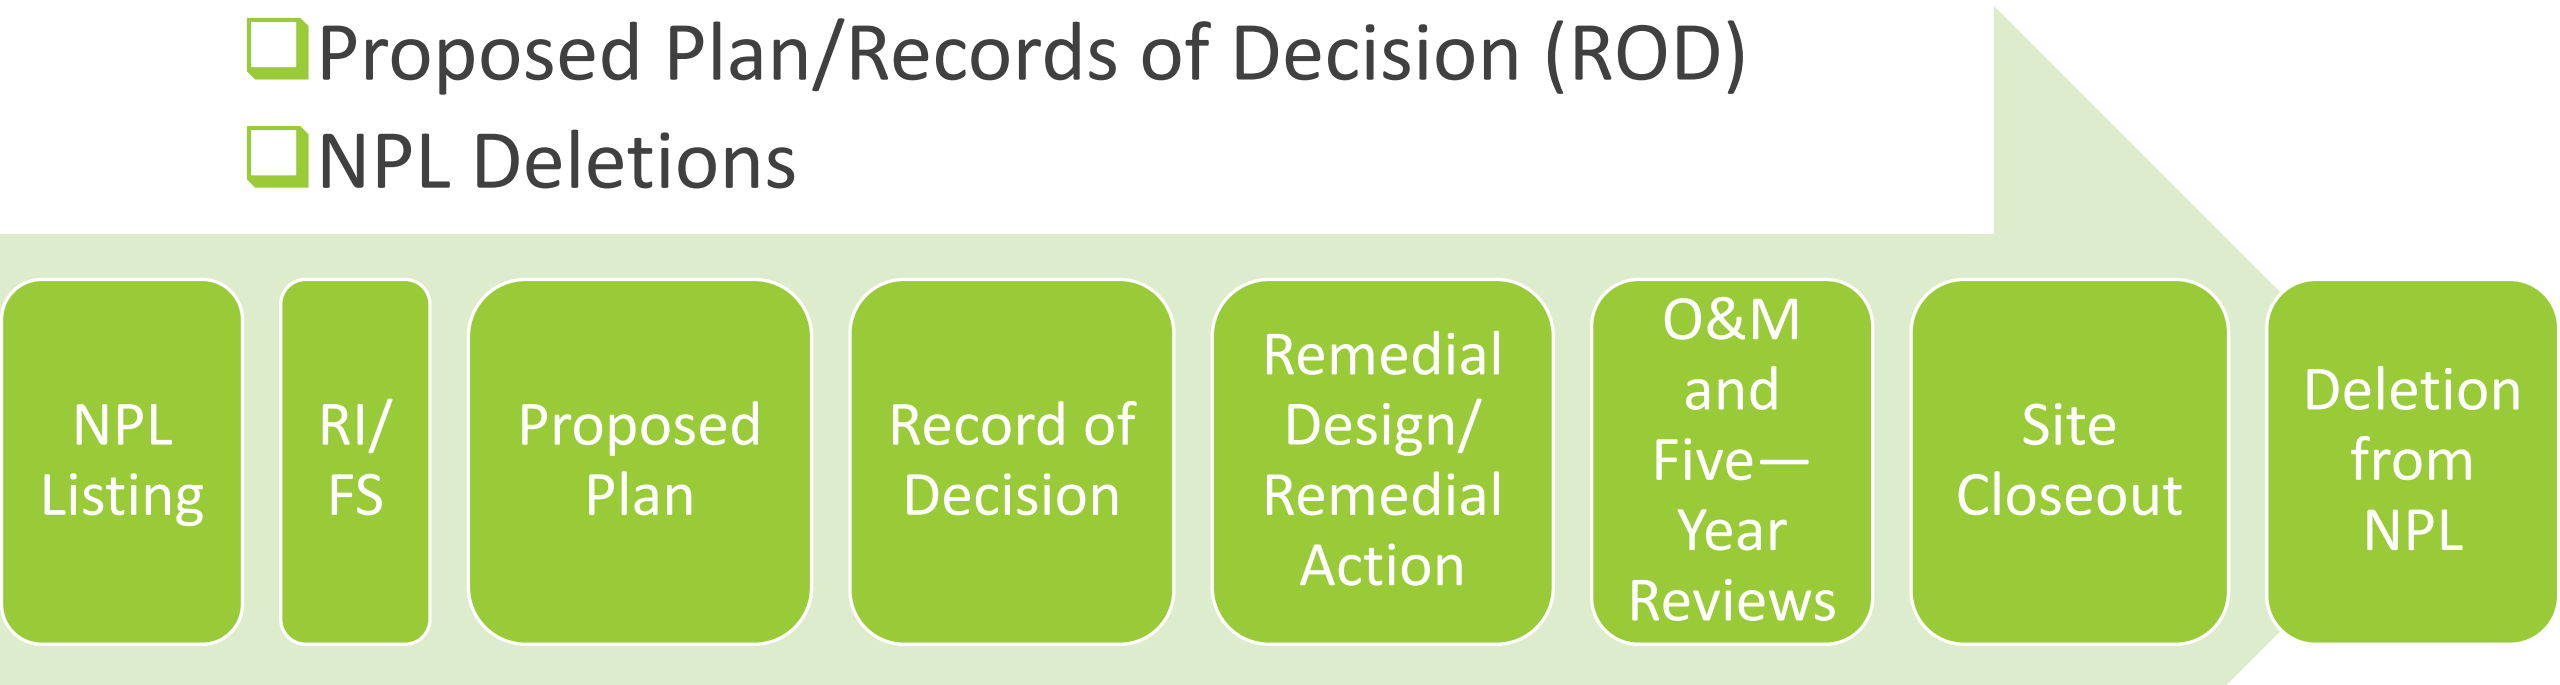 Proposed Plan/Records of Decision (ROD)
NPL Deletions
NPL
Listing
RI/
FS
Proposed
Plan
Record of
Decision
Remedial
Design/
Remedial
Action
O&M
and
Five—
Year
Reviews
Site
Closeout
Deletion
from
NPL